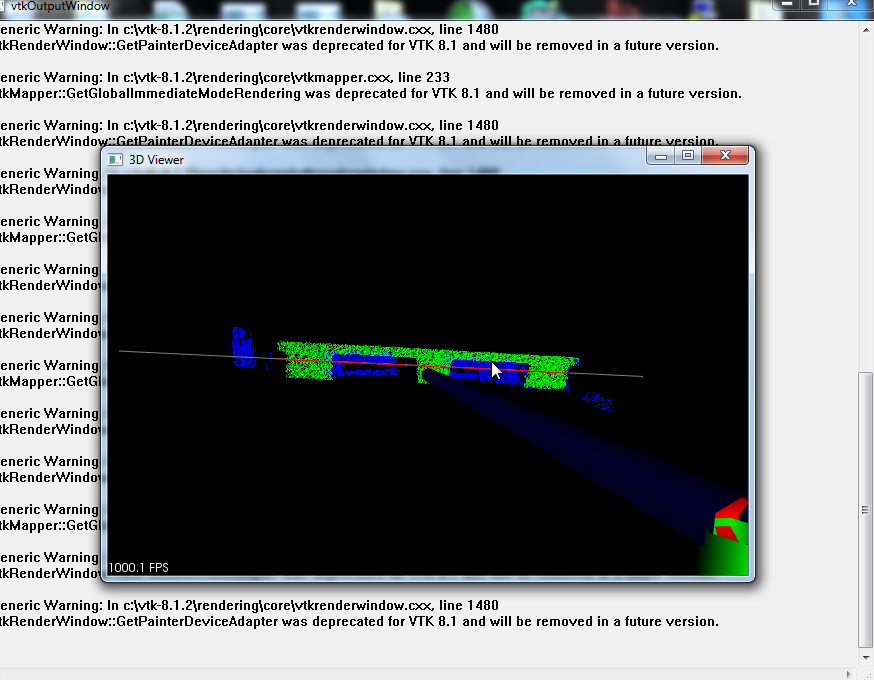 vtkOutputWindow
eneric Warning: In c:\vtk-8.1.2\rendering\core\vtkrenderwindow.cxx, line 1480
tkRenderWindow::GetPainterDeviceAdapter was deprecated for VTK 8.1 and will be removed in a future version.
eneric Warning: In c:\vtk-8.1.2\rendering\core\vtkmapper.cxx, line 233
tkMapper::GetGlobalImmediateModeRendering was deprecated for VTK 8.1 and will be removed in a future version.
eneric Warning: In c:\vtk-8.1.2\rendering\core\vtkrenderwindow.cxx, line 1480
tkRenderWindow::GetPainterDeviceAdapter was deprecated for VTK 8.1 and will be removed in a future version.
3D Viewer
eneric Warning
tkRenderWindo
eneric Warning
tkMapper::GetGl
eneric Warning
tkRenderWindo
eneric Warning
tkRenderWindo
eneric Warning
tkMapper::GetGl
eneric Warning
tkRenderWindo
eneric Warning
tkRenderWindo
eneric Warning
tkMapper::GetGl
eneric Warning
tkRenderWindo
1000.1 FPS
eneric Warning: In c:\vtk-8.1.2\rendering\core\vtkrenderwindow.cxx, line 1480
tkRenderWindow::GetPainterDeviceAdapter was deprecated for VTK 8.1 and will be removed in a future version.